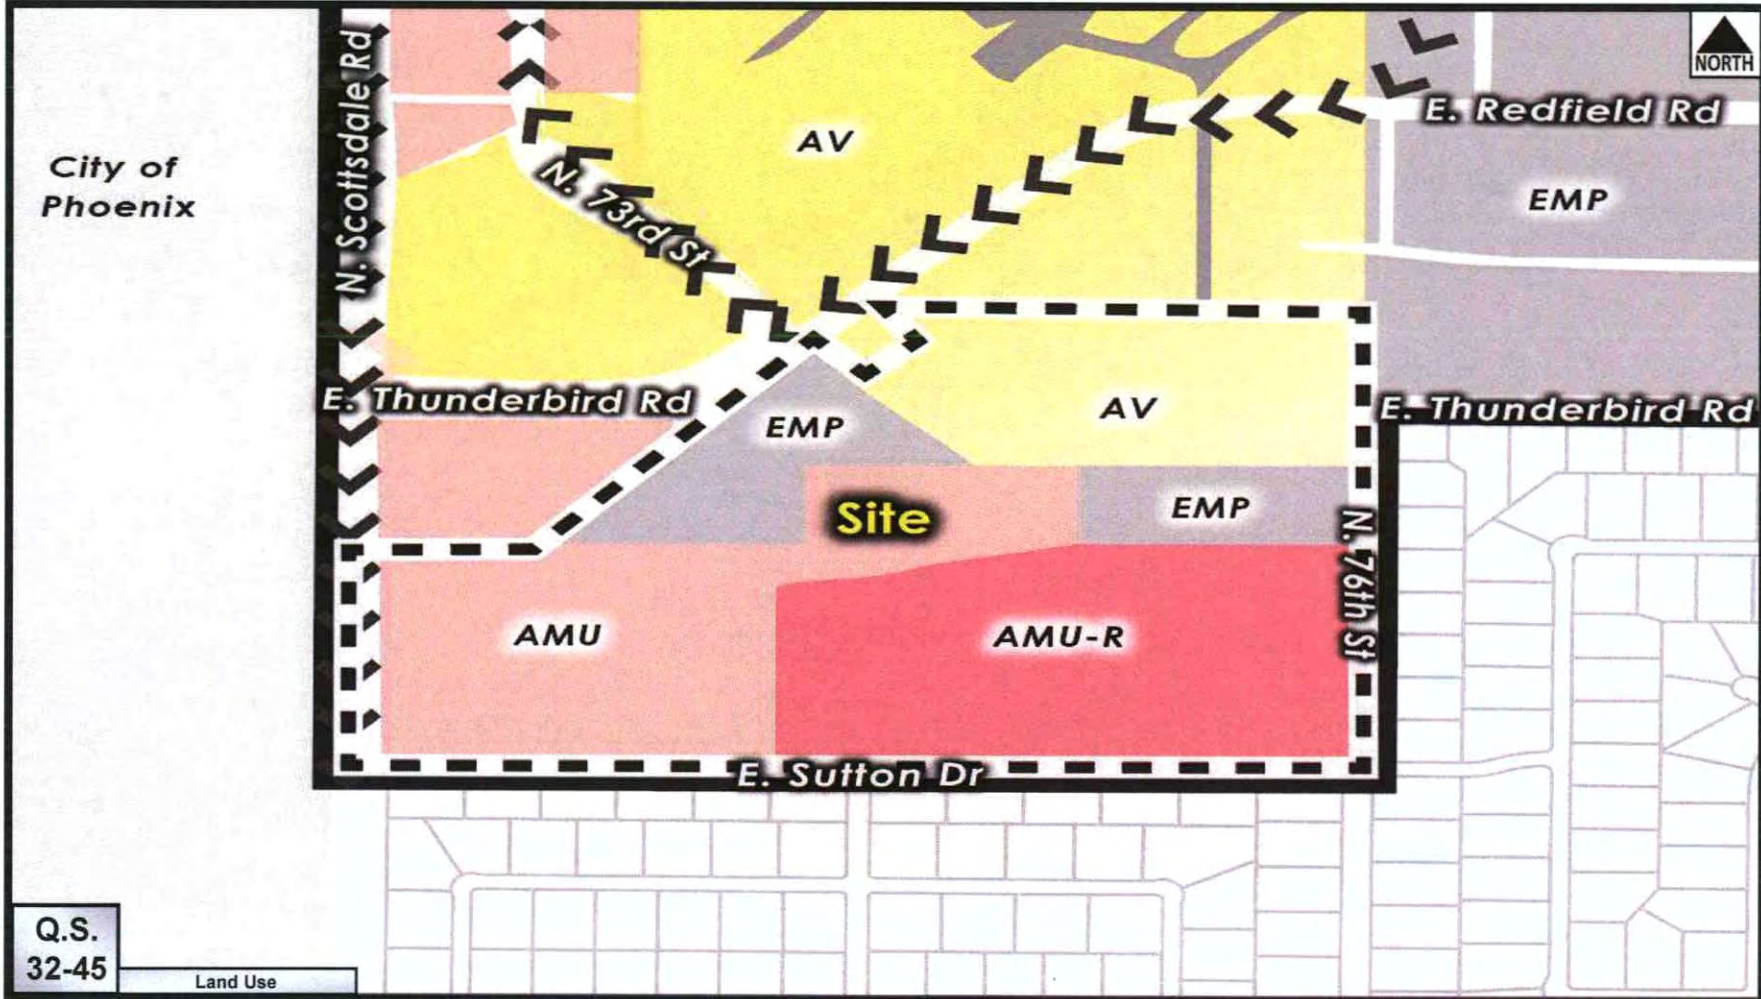 NORTH
N. Scottsdale Rd
E. Redfield Rd
AV
City of
Phoenix
N. 73rd St
EMP
E. Thunderbird Rd
EMP
AV
E. Thunderbird Rd
Site
EMP
N. 76th St
AMU
AMU-R
E. Sutton Dr
Q.S.
32-45
Land Use